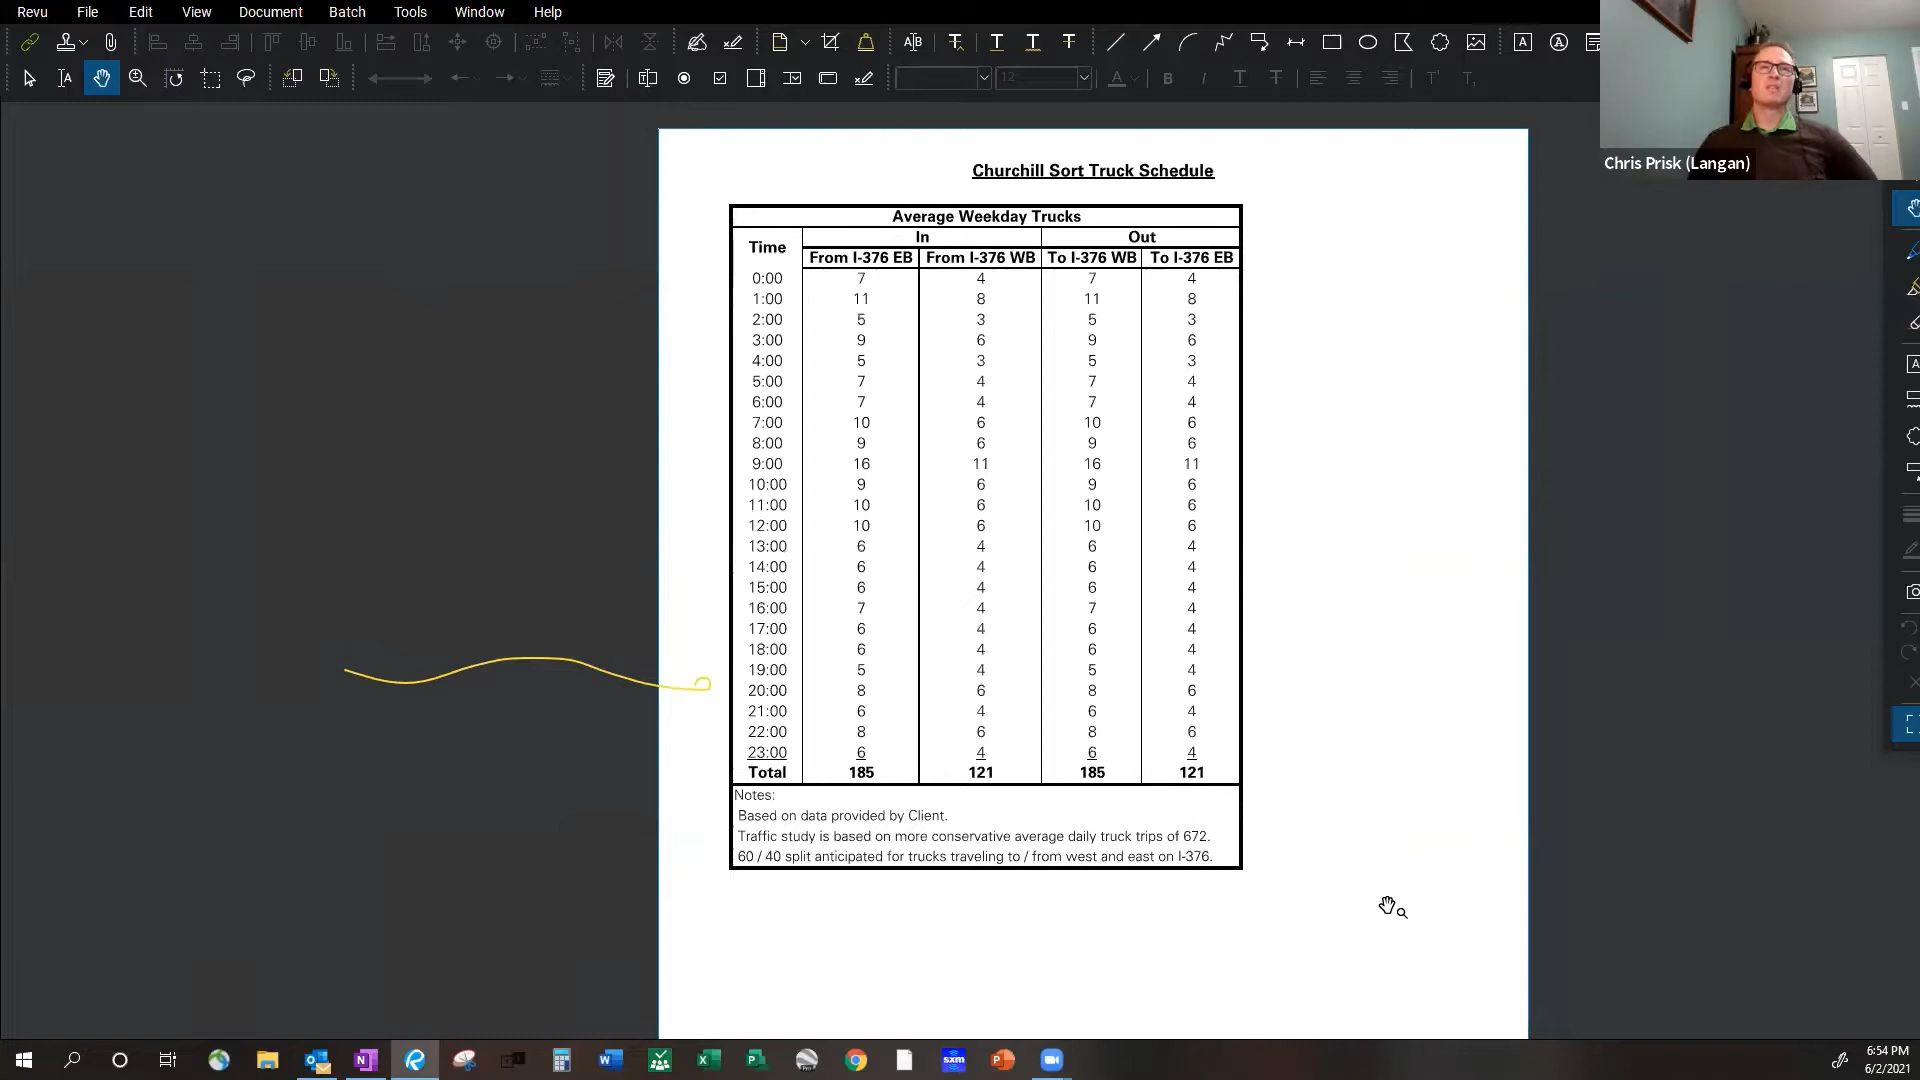 Revu File Edit View Document Batch Tools Window Help
12
Chris Prisk (Langan)
Churchill Sort Truck Schedule
Average Weekday Trucks
Time In Out
From I-376 EB From I-376 WB To I-376 WB To I-376 EB
0:00 7 4 7 4
1:00 11 8 11 8
2:00 5 3 5 3
3:00 9 6 9 6
4:00 5 3 5 3
5:00 7 4 7 4
6:00 7 4 7 4
7:00 10 6 10 6
8:00 9 6 9 6
9:00 16 11 16 11
10:00 9 6 9 6
11:00 10 6 10 6
12:00 10 6 10 6
13:00 6 4 6 4
14:00 6 4 6 4
15:00 6 4 6 4
16:00 7 4 7 4
17:00 6 4 6 4
18:00 6 4 6 4
19:00 5 4 5 4
20:00 8 6 8 6
21:00 6 4 6 4
22:00 8 6 8 6
23:00 6 4 6 4
Total 185 121 185 121
Notes:
Based on data provided by Client.
Traffic study is based on more conservative average daily truck trips of 672.
60 / 40 split anticipated for trucks traveling to / from west and east on I-376.
sxm
6:54 PM
6/2/2021